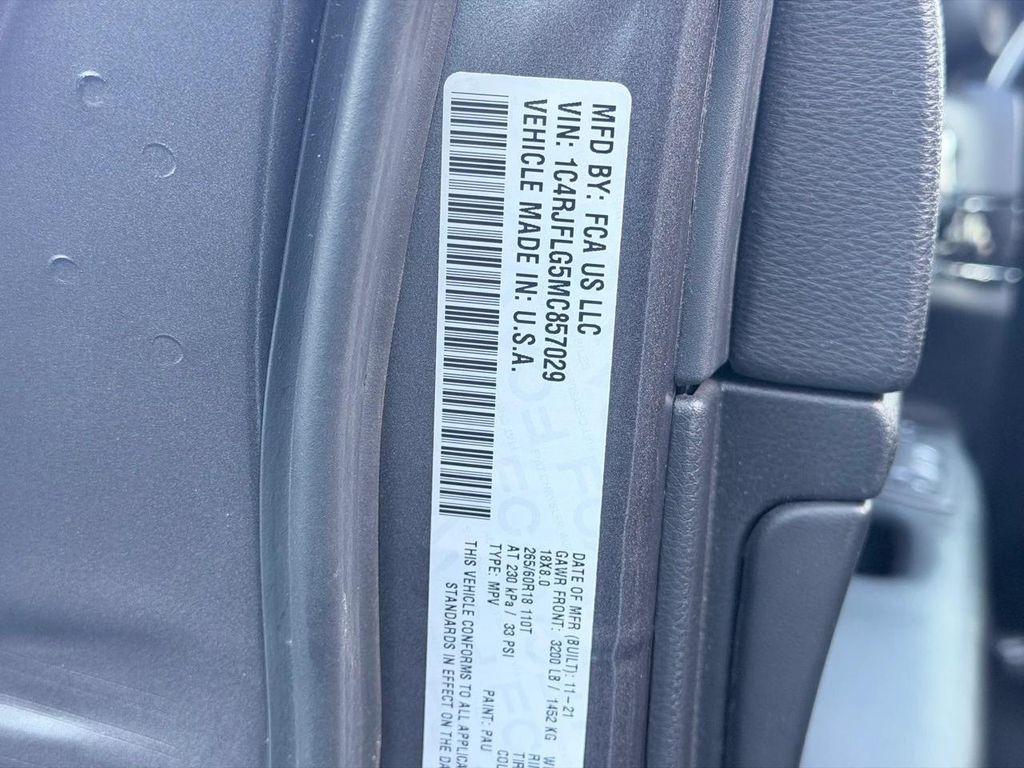 MFD BY: FCA US LLC
VIN: 1C4RJFLG5MC857029
VEHICLE MADE IN: U.S.A.
DATE OF MFR (BUILT): 11-21
GAWR FRONT: 3200 LB / 1452 KG
18X8.0
265/60R18 110T
AT 230 kPa / 33 PSI
TYPE: MPV
PAINT: PAU
THIS VEHICLE CONFORMS TO ALL APPLICA
STANDARDS IN EFFECT ON THE DA